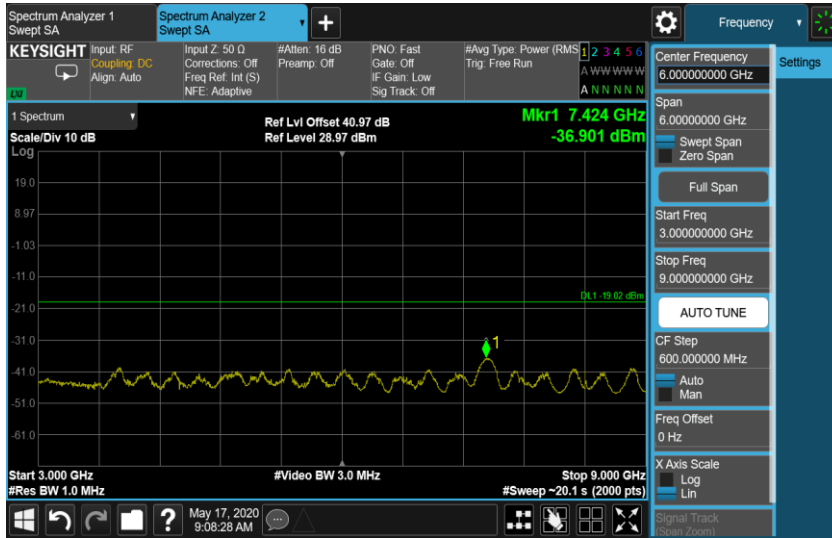 Spectrum Analyzer 1
Swept SA
Spectrum Analyzer 2
Swept SA
Frequency
KEYSIGHT
Input: RF
Coupling: DC
Align: Auto
Input Z: 50 Ω
Corrections: Off
Freq Ref: Int (S)
NFE: Adaptive
#Atten: 16 dB
Preamp: Off
PNO: Fast
Gate: Off
IF Gain: Low
Sig Track: Off
#Avg Type: Power (RMS
Trig: Free Run
1 2 3 4 5 6
A W W W W W
A N N N N N
LXI
1 Spectrum
Scale/Div 10 dB
Log
Ref Lvl Offset 40.97 dB
Ref Level 28.97 dBm
Mkr1 7.424 GHz
-36.901 dBm
19.0
8.97
-1.03
-11.0
-21.0
-31.0
-41.0
-51.0
-61.0
DL1 -19.02 dBm
1
Start 3.000 GHz
#Res BW 1.0 MHz
#Video BW 3.0 MHz
Stop 9.000 GHz
#Sweep ~20.1 s (2000 pts)
May 17, 2020
9:08:28 AM
Center Frequency
6.000000000 GHz
Span
6.00000000 GHz
Swept Span
Zero Span
Full Span
Start Freq
3.000000000 GHz
Stop Freq
9.000000000 GHz
AUTO TUNE
CF Step
600.000000 MHz
Auto
Man
Freq Offset
0 Hz
X Axis Scale
Log
Lin
Signal Track
(Span Zoom)
Settings